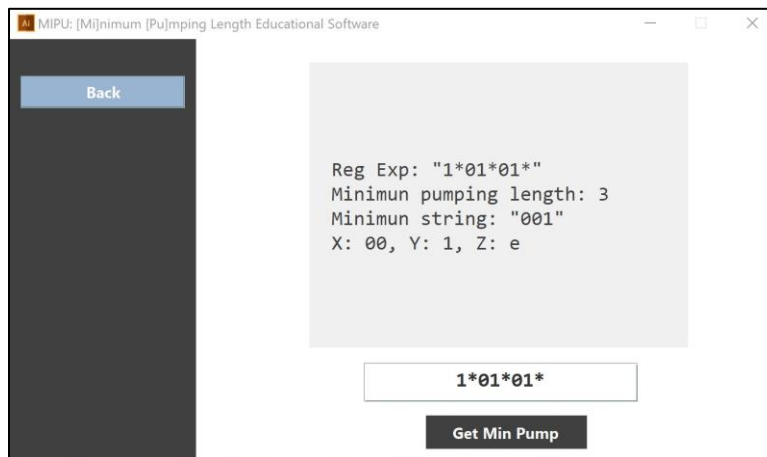 Ai MIPU: [Mi]nimum [Pu]mping Length Educational Software
Back
Reg Exp: "1*01*01*"
Minimun pumping length: 3
Minimun string: "001"
X: 00, Y: 1, Z: e
1*01*01*
Get Min Pump